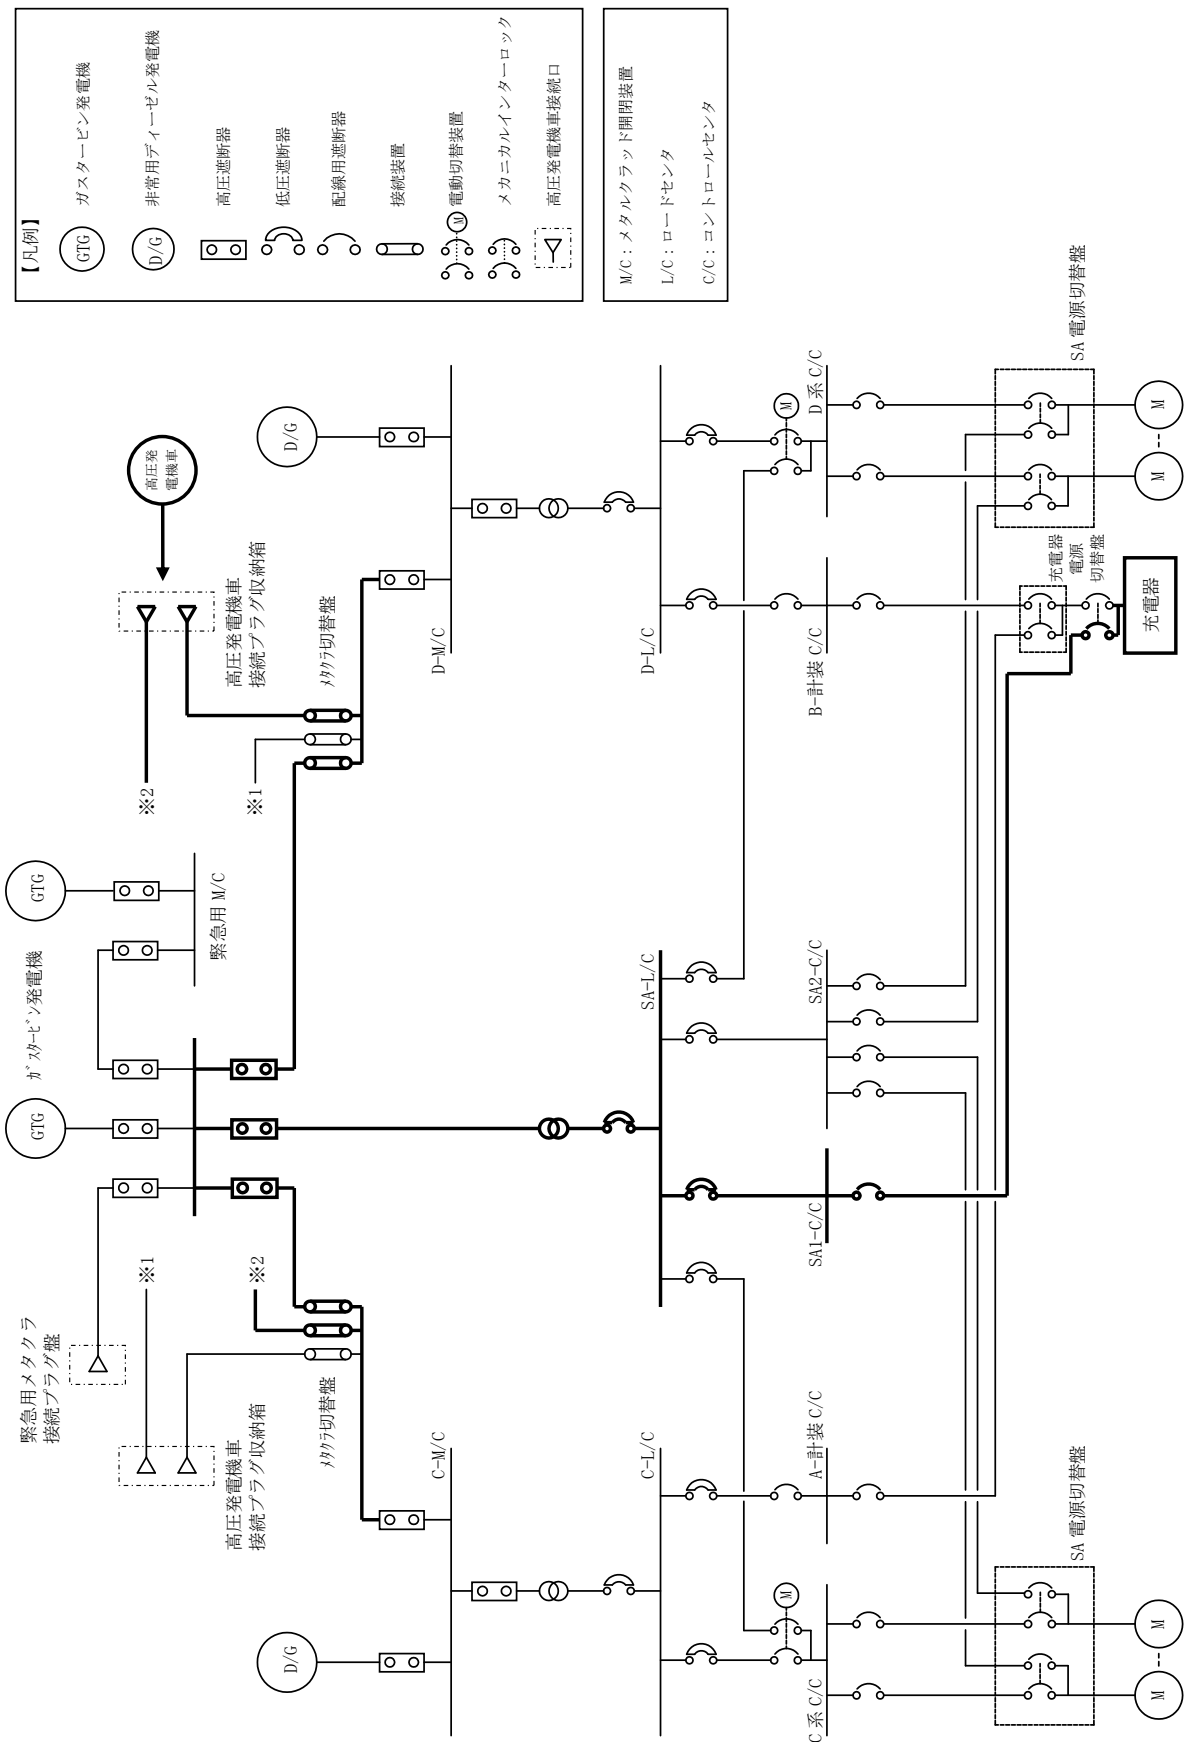 【凡例】
GTG
ガスタービン発電機
D/G
非常用ディーゼル発電機
高圧遮断器
低圧遮断器
配線用遮断器
接続装置
M
電動切替装置
メカニカルインターロック
高圧発電機車接続口
M/C：メタルクラッド開閉装置
L/C：ロードセンタ
C/C：コントロールセンタ
GTG
GTG
ｶﾞｽﾀｰﾋﾞﾝ発電機
緊急用 M/C
緊急用メタクラ
接続プラグ盤
※1
※2
高圧発電機車
接続プラグ収納箱
ﾒﾀｸﾗ切替盤
高圧発
電機車
高圧発電機車
接続プラグ収納箱
ﾒﾀｸﾗ切替盤
※2
※1
D/G
D/G
C-M/C
D-M/C
C-L/C
SA-L/C
D-L/C
M
M
C 系 C/C
A-計装 C/C
SA1-C/C
SA2-C/C
B-計装 C/C
D 系 C/C
SA 電源切替盤
充電器
電源
切替盤
SA 電源切替盤
M
M
充電器
M
M